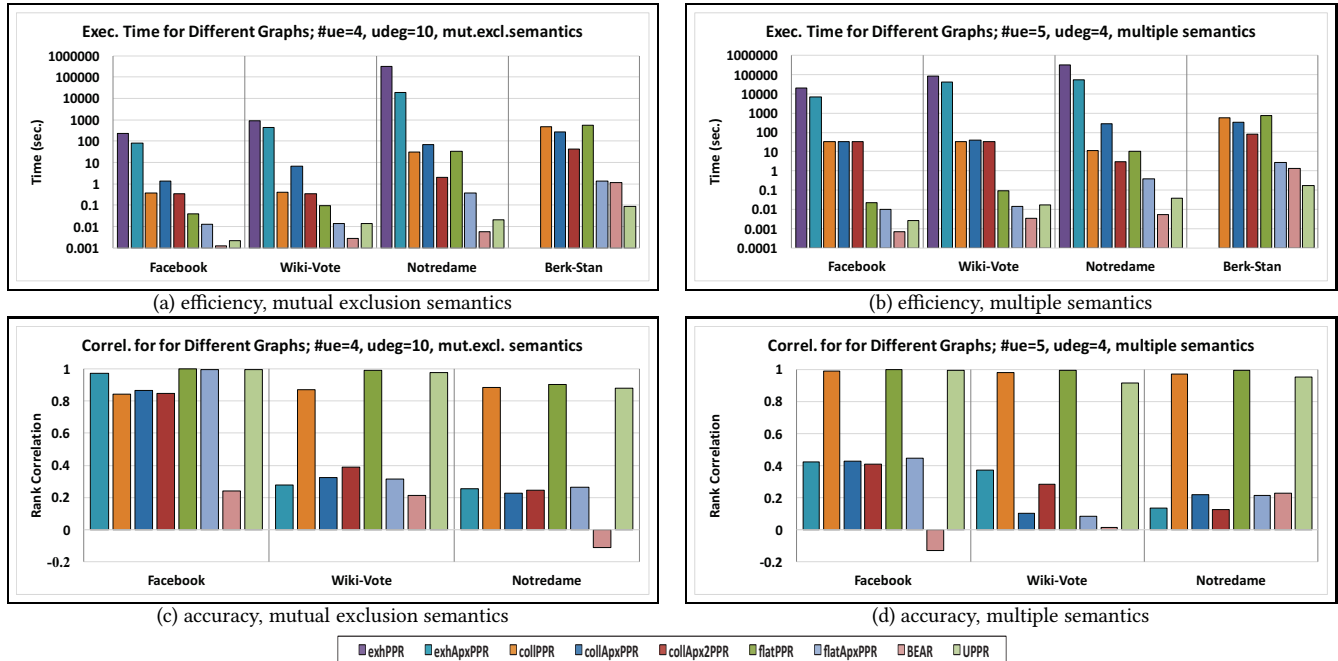 Exec. Time for Different Graphs; #ue=4, udeg=10, mut.excl.semantics
Time (sec.)
1000000
100000
10000
1000
100
10
1
0.1
0.01
0.001
Facebook
Wiki-Vote
Notredame
Berk-Stan
(a) efficiency, mutual exclusion semantics
Exec. Time for Different Graphs; #ue=5, udeg=4, multiple semantics
Time (sec.)
1000000
100000
10000
1000
100
10
1
0.1
0.01
0.001
0.0001
Facebook
Wiki-Vote
Notredame
Berk-Stan
(b) efficiency, multiple semantics
Correl. for for Different Graphs; #ue=4, udeg=10, mut.excl. semantics
Rank Correlation
1
0.8
0.6
0.4
0.2
0
-0.2
Facebook
Wiki-Vote
Notredame
(c) accuracy, mutual exclusion semantics
Correl. for for Different Graphs; #ue=5, udeg=4, multiple semantics
Rank Correlation
1
0.8
0.6
0.4
0.2
0
-0.2
Facebook
Wiki-Vote
Notredame
(d) accuracy, multiple semantics
exhPPR exhApxPPR collPPR collApxPPR collApx2PPR flatPPR flatApxPPR BEAR UPPR